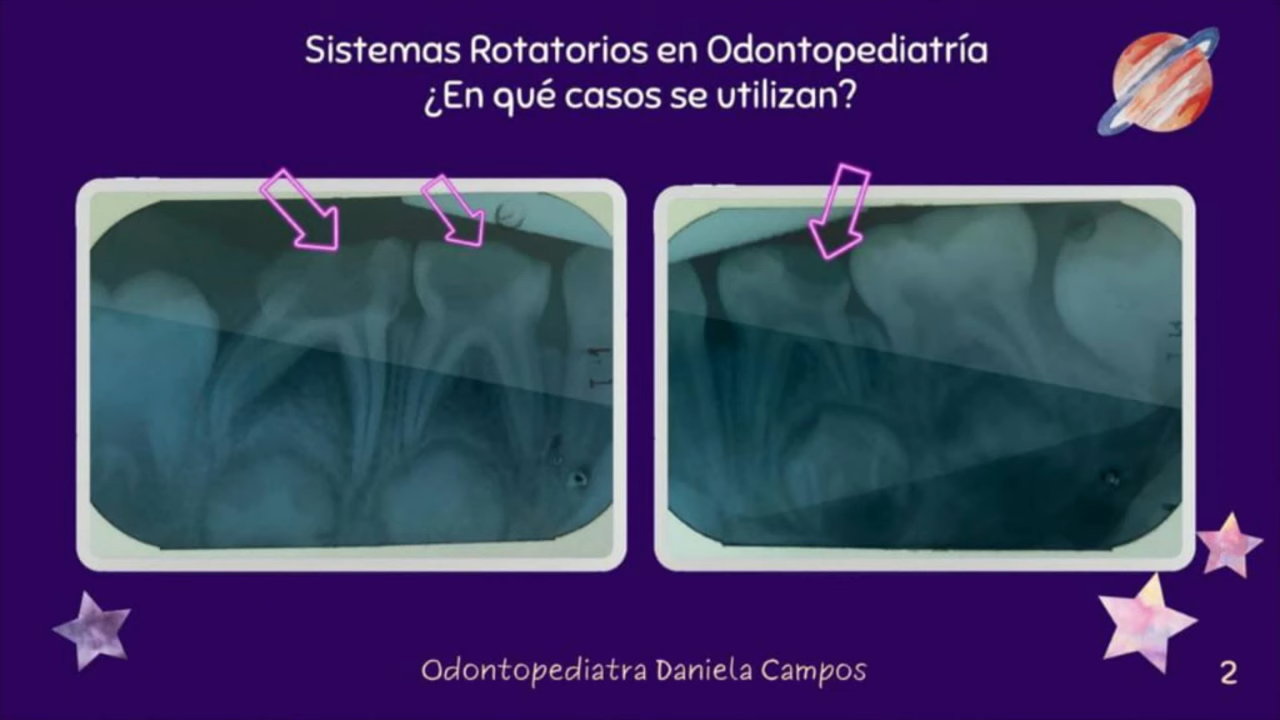 Sistemas Rotatorios en Odontopediatría
¿En qué casos se utilizan?
Odontopediatra Daniela Campos
2